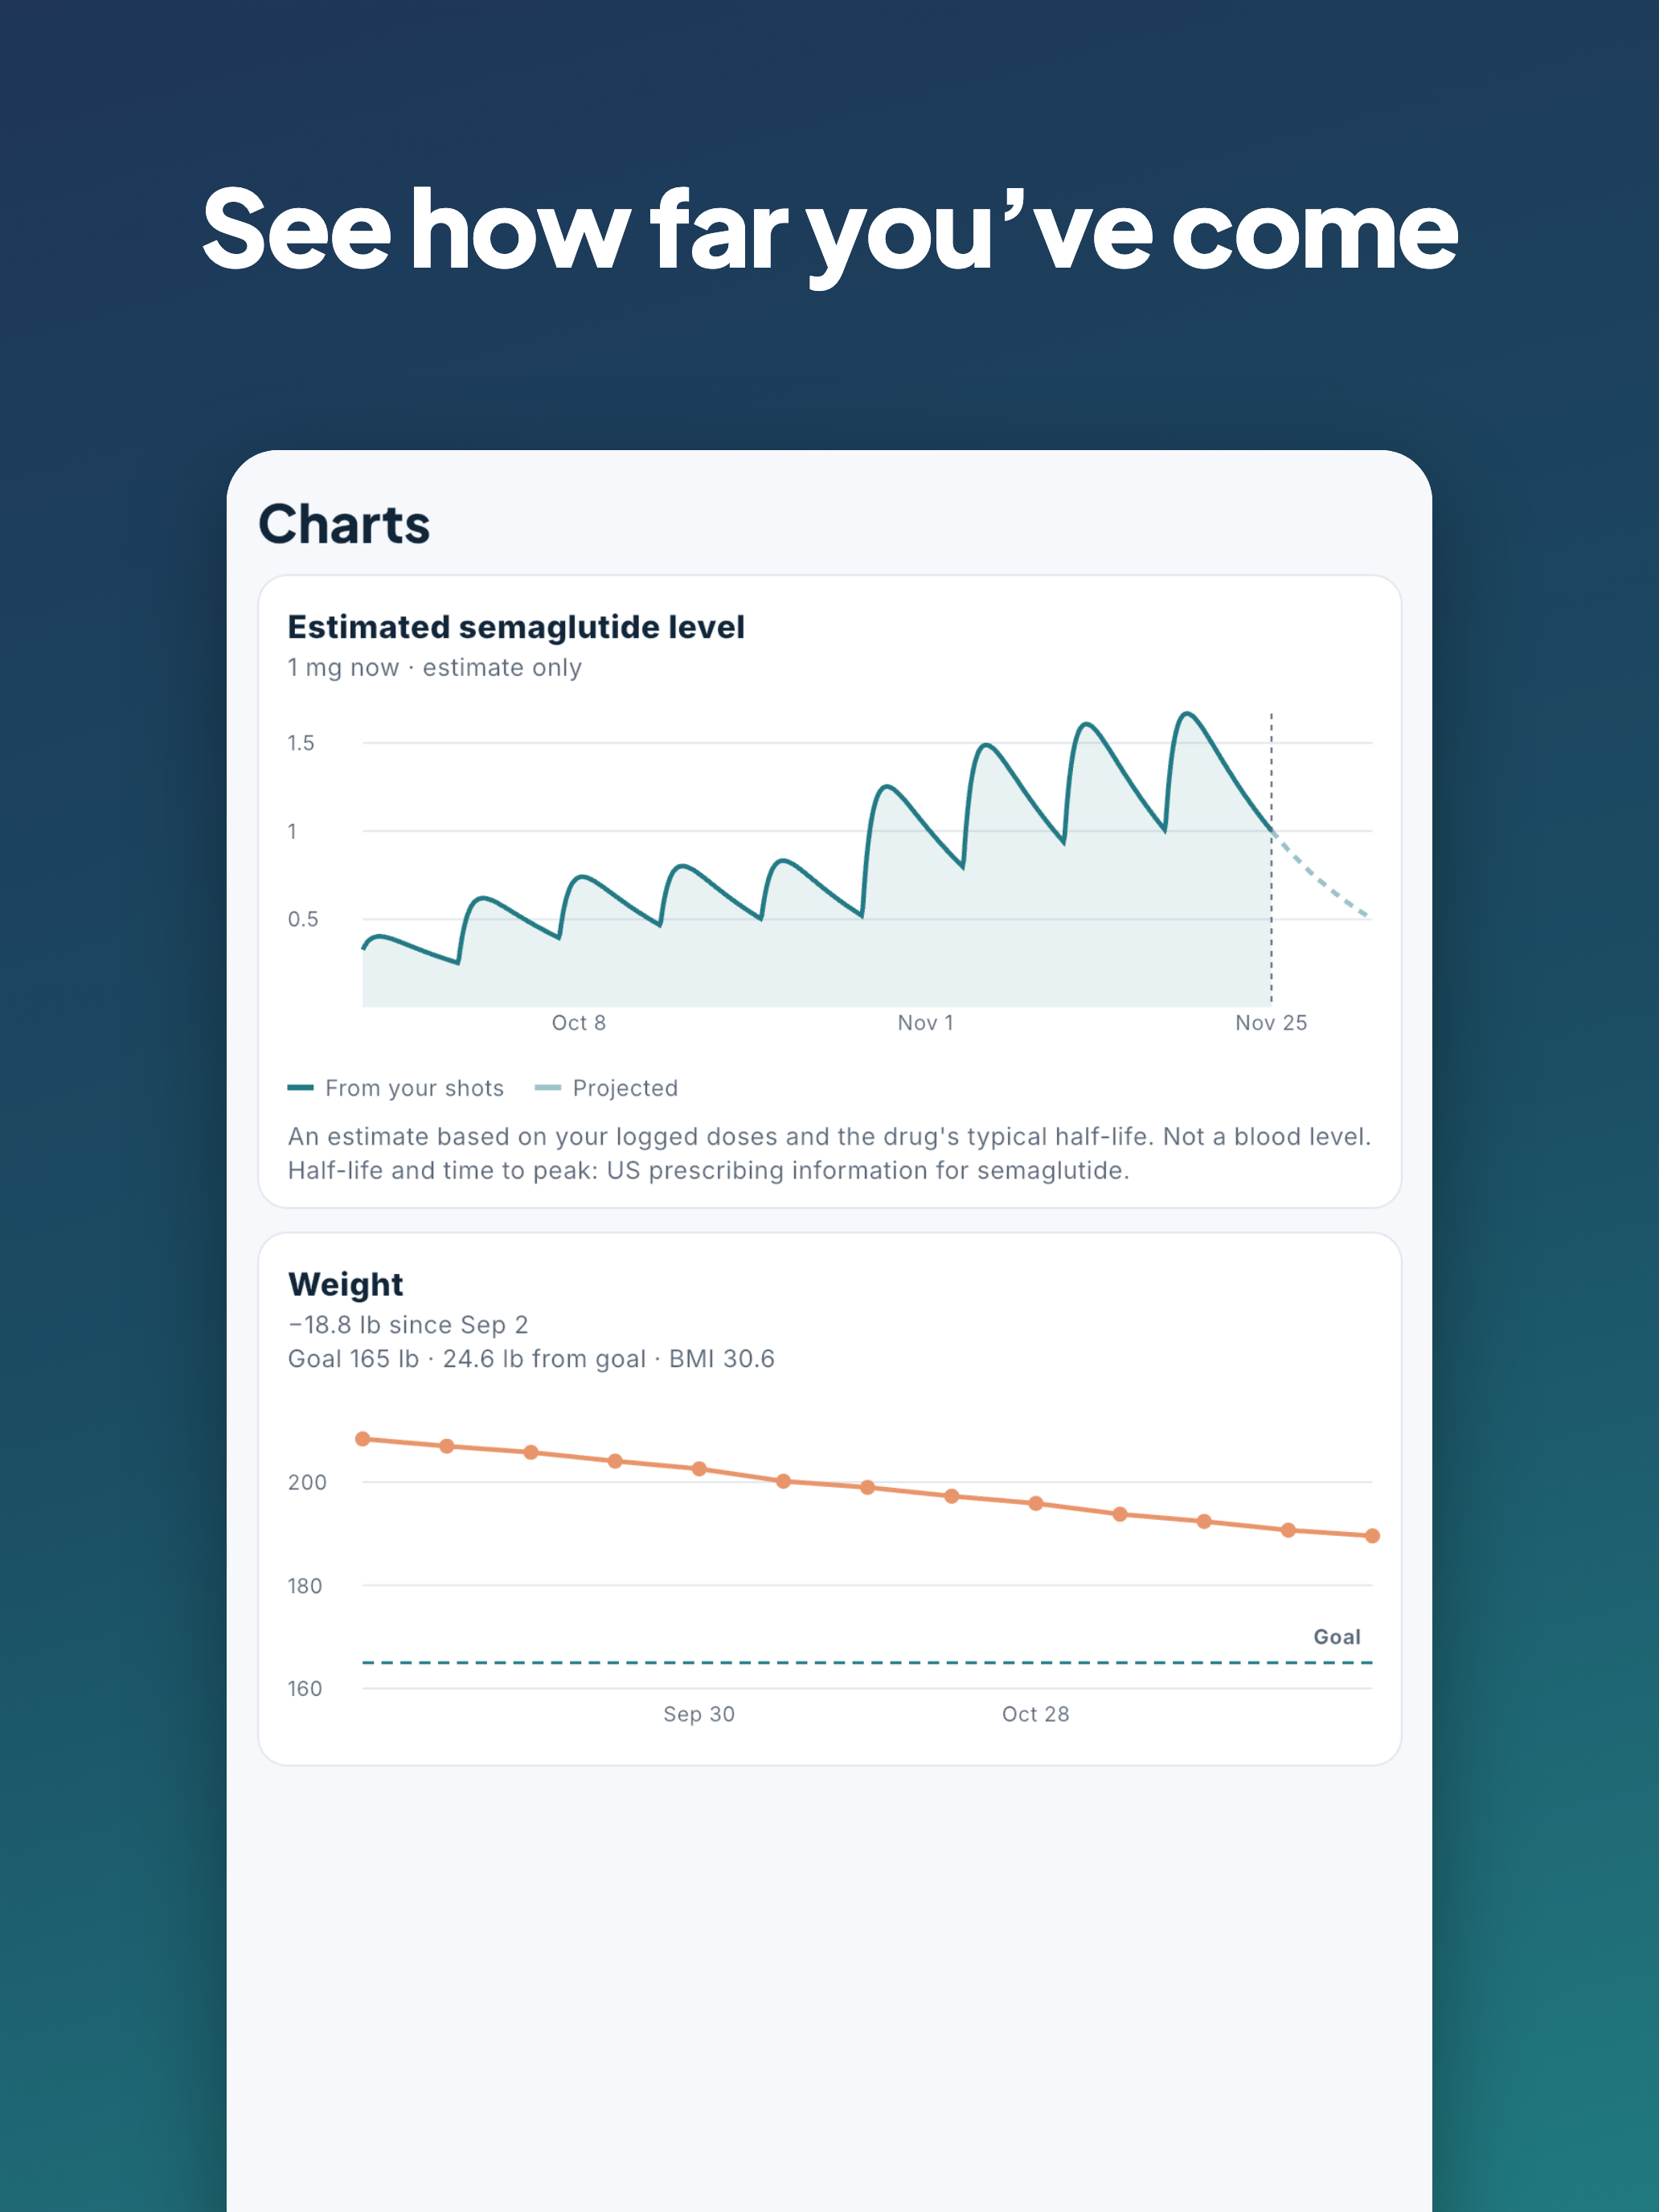 See how far you’ve come
Charts
Estimated semaglutide level
1 mg now · estimate only
1.5
1
0.5
Oct 8
Nov 1
Nov 25
From your shots
Projected
An estimate based on your logged doses and the drug's typical half-life. Not a blood level.
Half-life and time to peak: US prescribing information for semaglutide.
Weight
−18.8 lb since Sep 2
Goal 165 lb · 24.6 lb from goal · BMI 30.6
200
180
Goal
160
Sep 30
Oct 28